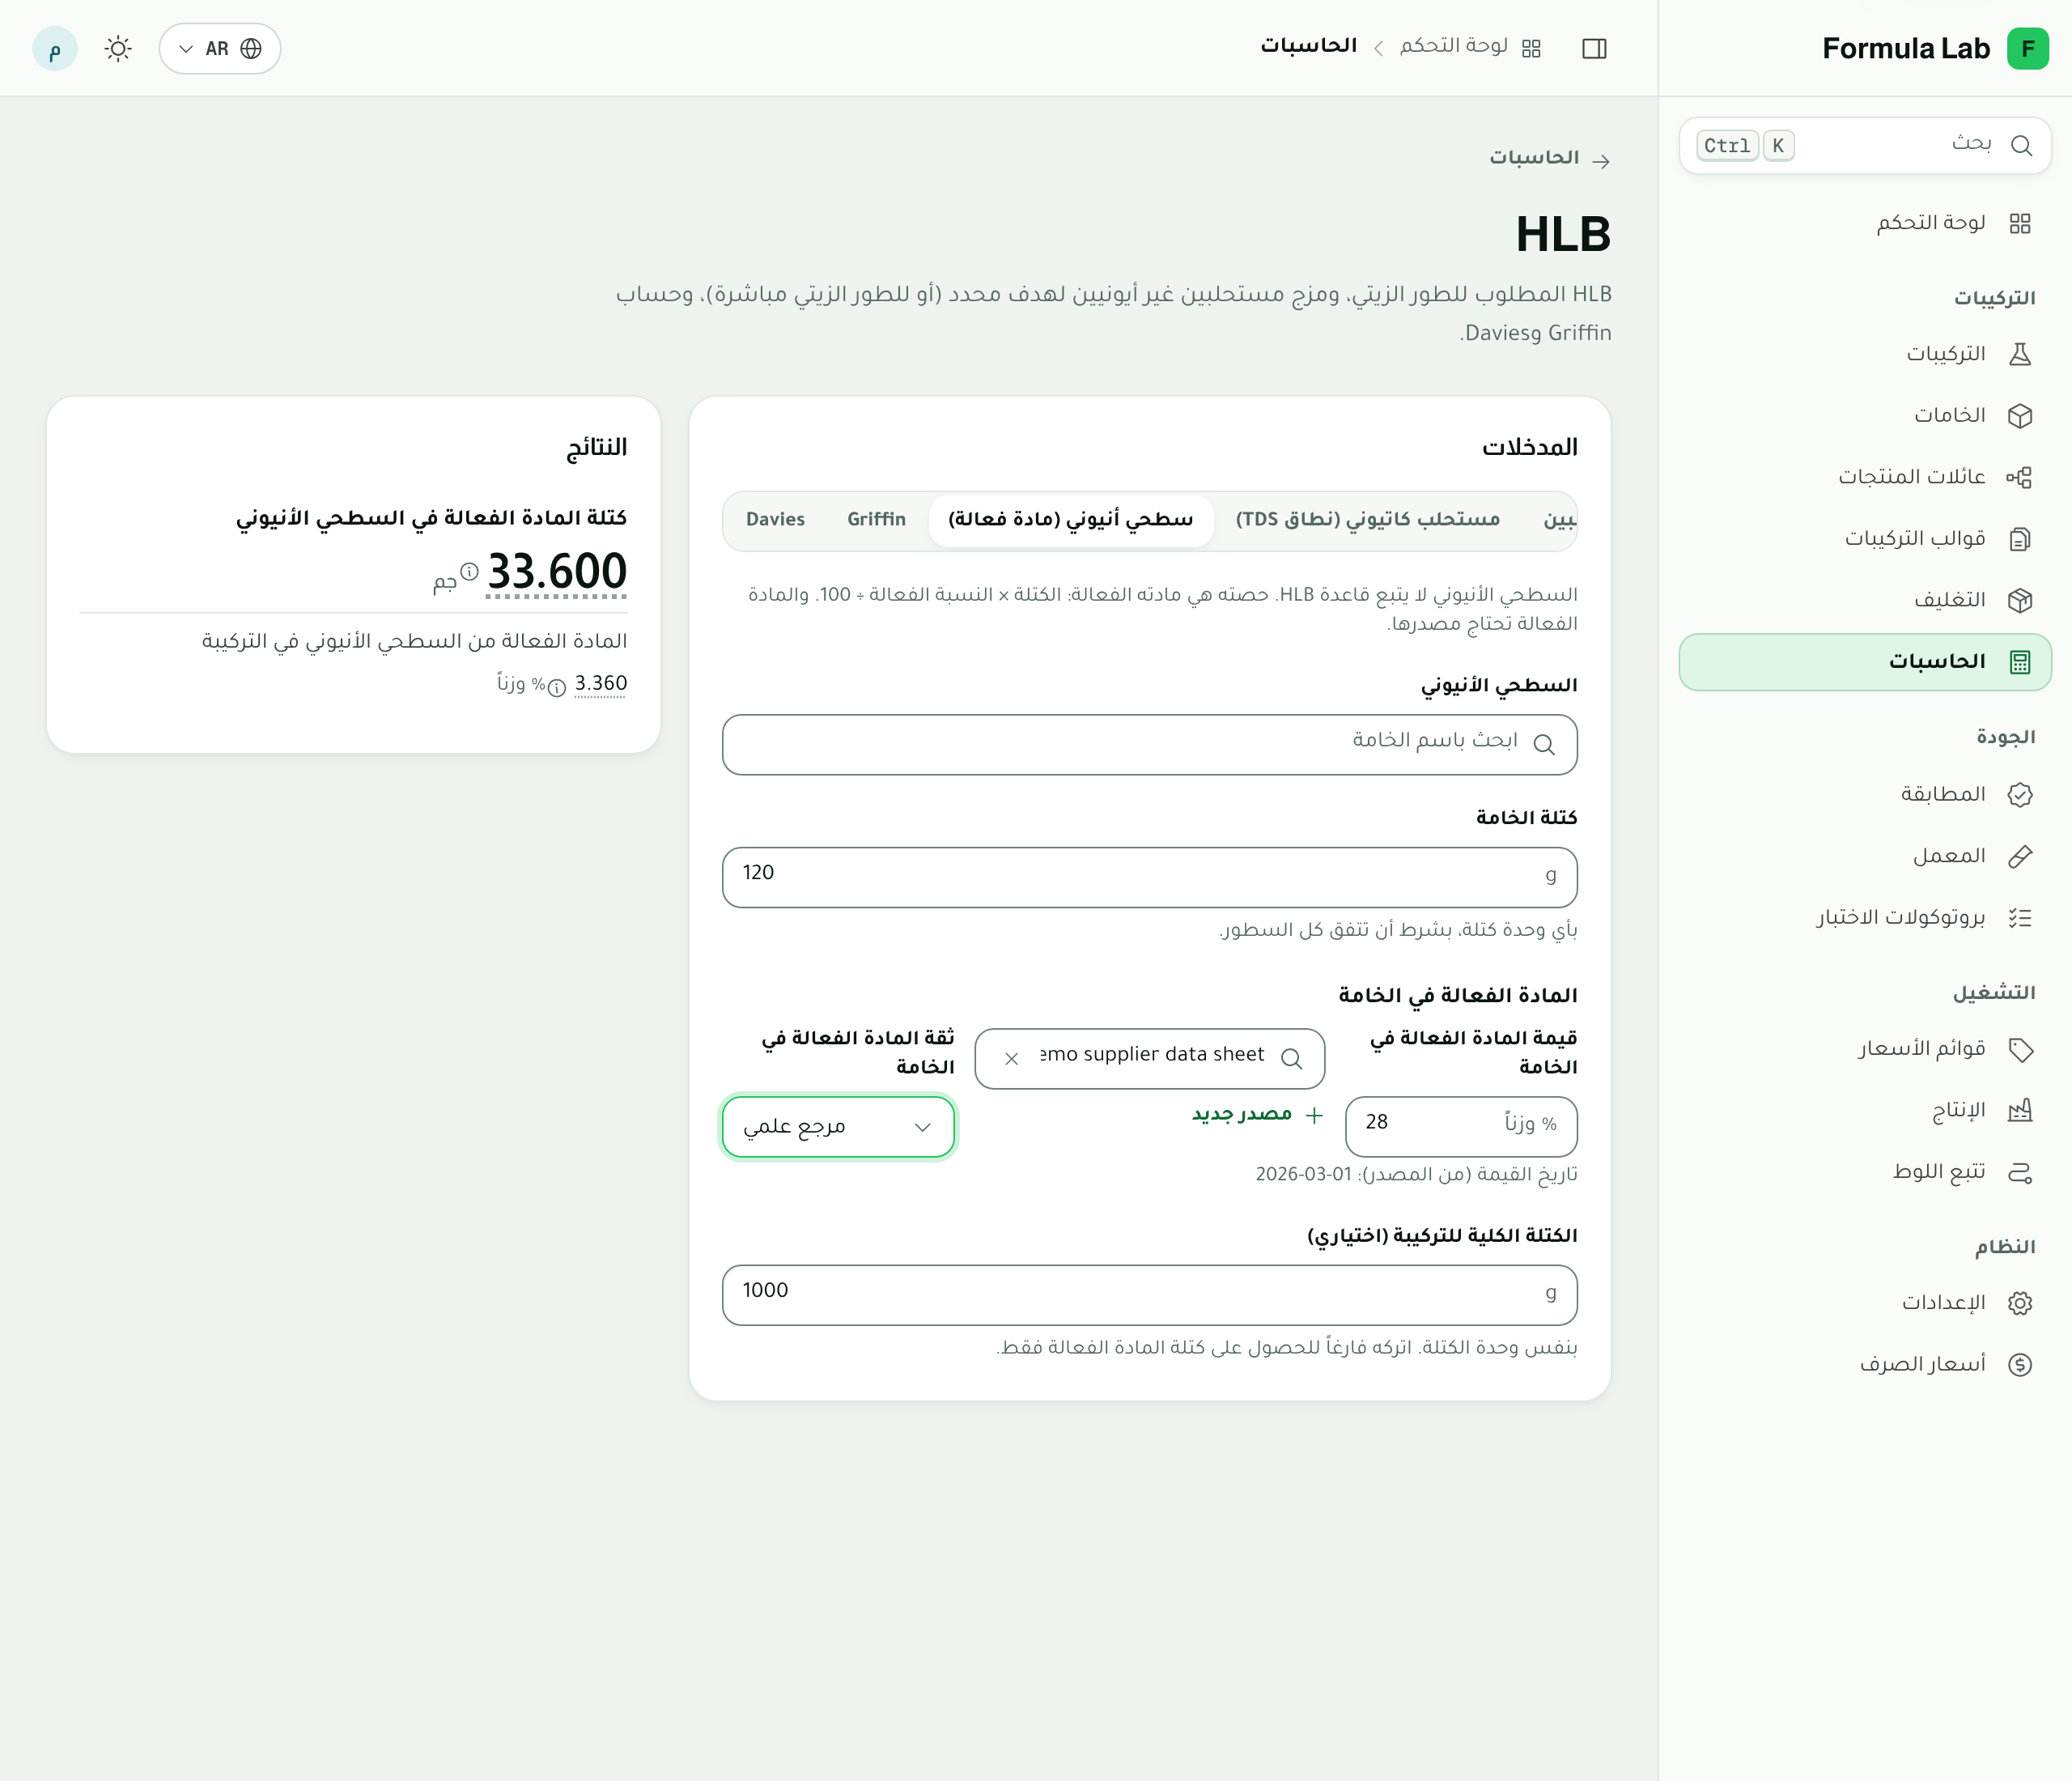 F Formula Lab
بحث
Ctrl K
لوحة التحكم
التركيبات
التركيبات
الخامات
عائلات المنتجات
قوالب التركيبات
التغليف
الحاسبات
الجودة
المطابقة
المعمل
بروتوكولات الاختبار
التشغيل
قوائم الأسعار
الإنتاج
تتبع اللوط
النظام
الإعدادات
أسعار الصرف
لوحة التحكم
الحاسبات
AR
م
الحاسبات
HLB
HLB المطلوب للطور الزيتي، ومزج مستحلبين غير أيونيين لهدف محدد (أو للطور الزيتي مباشرة)، وحساب
Griffin وDavies.
المدخلات
مستحلب كاتيوني (نطاق TDS)
سطحي أنيوني (مادة فعالة)
Griffin
Davies
السطحي الأنيوني لا يتبع قاعدة HLB. حصته هي مادته الفعالة: الكتلة × النسبة الفعالة ÷ 100. والمادة
الفعالة تحتاج مصدرها.
السطحي الأنيوني
ابحث باسم الخامة
كتلة الخامة
g
120
بأي وحدة كتلة، بشرط أن تتفق كل السطور.
المادة الفعالة في الخامة
قيمة المادة الفعالة في
الخامة
% وزناً
28
emo supplier data sheet
مصدر جديد
ثقة المادة الفعالة في
الخامة
مرجع علمي
تاريخ القيمة (من المصدر): 2026-03-01
الكتلة الكلية للتركيبة (اختياري)
g
1000
بنفس وحدة الكتلة. اتركه فارغاً للحصول على كتلة المادة الفعالة فقط.
النتائج
كتلة المادة الفعالة في السطحي الأنيوني
33.600 جم
المادة الفعالة من السطحي الأنيوني في التركيبة
3.360 % وزناً